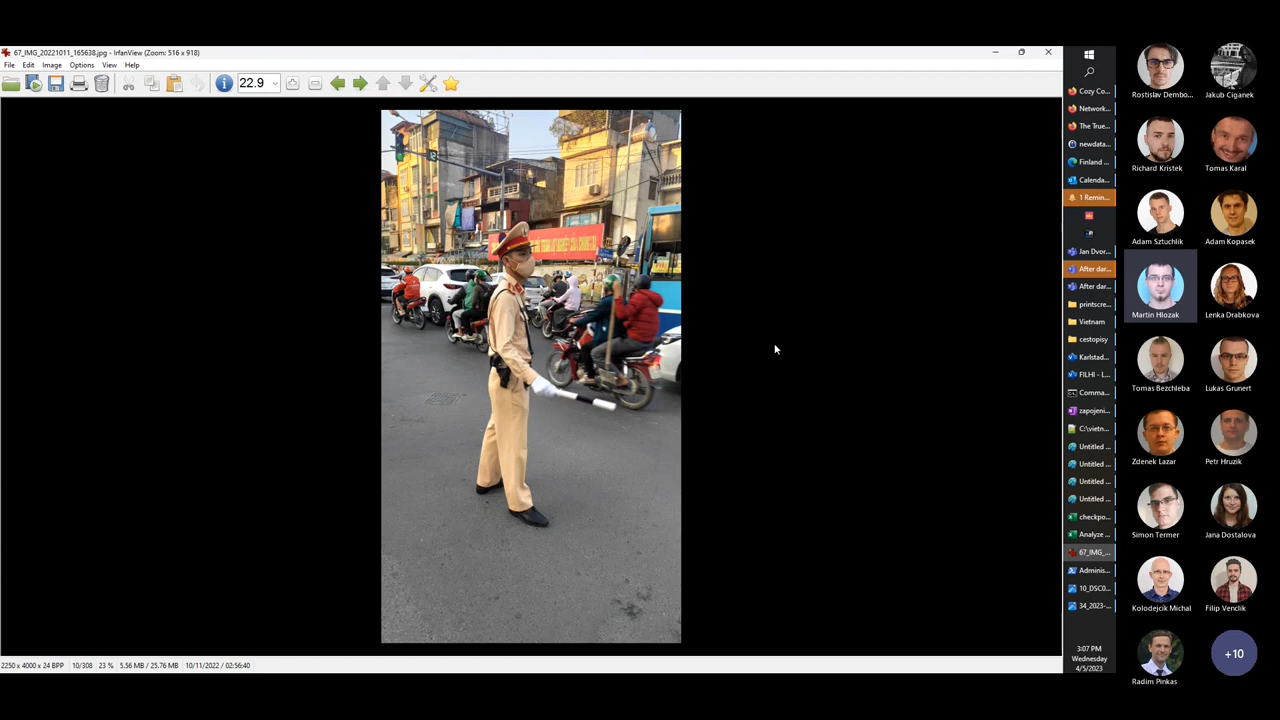 67_IMG_20221011_165638.jpg - IrfanView (Zoom: 516 x 918)
File Edit Image Options View Help
22.9
2250 x 4000 x 24 BPP 10/308 23 % 5.56 MB / 25.76 MB 10/11/2022 / 02:56:40
Cozy Co...
Network...
The True...
newdata...
Finland ...
Calenda...
1 Remin...
Jan Dvor...
After dar...
After dar...
printscre...
Vietnam
cestopisy
Karlstad...
FILHI - L...
Comma...
zapojeni...
C:\vietn...
Untitled ...
Untitled ...
Untitled ...
Untitled ...
checkpo...
Analyze ...
67_IMG_...
Adminis...
10_DSC0...
34_2023-...
3:07 PM
Wednesday
4/5/2023
Rostislav Dembo... Jakub Ciganek
Richard Kristek Tomas Karal
Adam Sztuchlik Adam Kopasek
Martin Hlozak Lenka Drabkova
Tomas Bezchleba Lukas Grunert
Zdenek Lazar Petr Hruzik
Simon Termer Jana Dostalova
Kolodejcik Michal Filip Venclik
Radim Pinkas +10